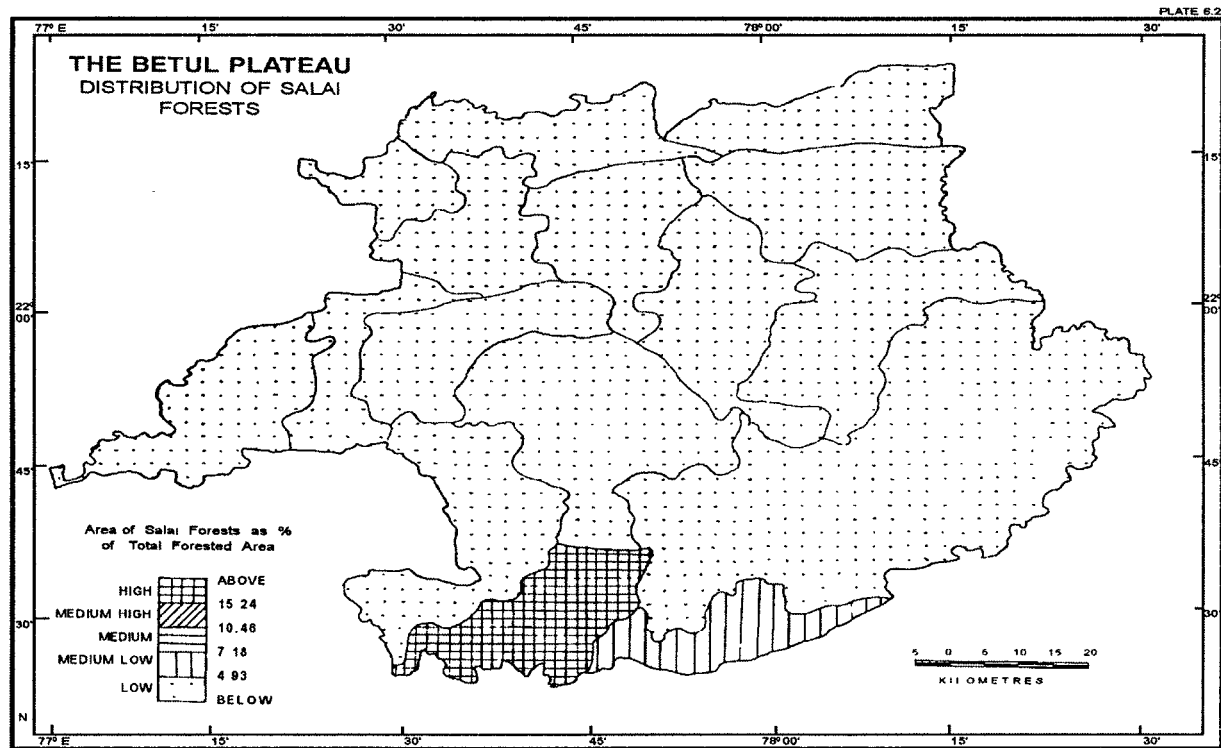 PLATE 6.2
77° E 15' 30' 45' 78° 00' 15' 30'
THE BETUL PLATEAU
DISTRIBUTION OF SALAI
FORESTS
15' 15'
22° 00' 22° 00'
45' 45'
Area of Salai Forests as %
of Total Forested Area
ABOVE
HIGH
15 24
MEDIUM HIGH
10.46
MEDIUM
7 18
MEDIUM LOW
4 93
LOW
BELOW
30' 30'
5 0 5 10 20
KILOMETRES
N
77° E 15' 30' 45' 78° 00' 15' 30'